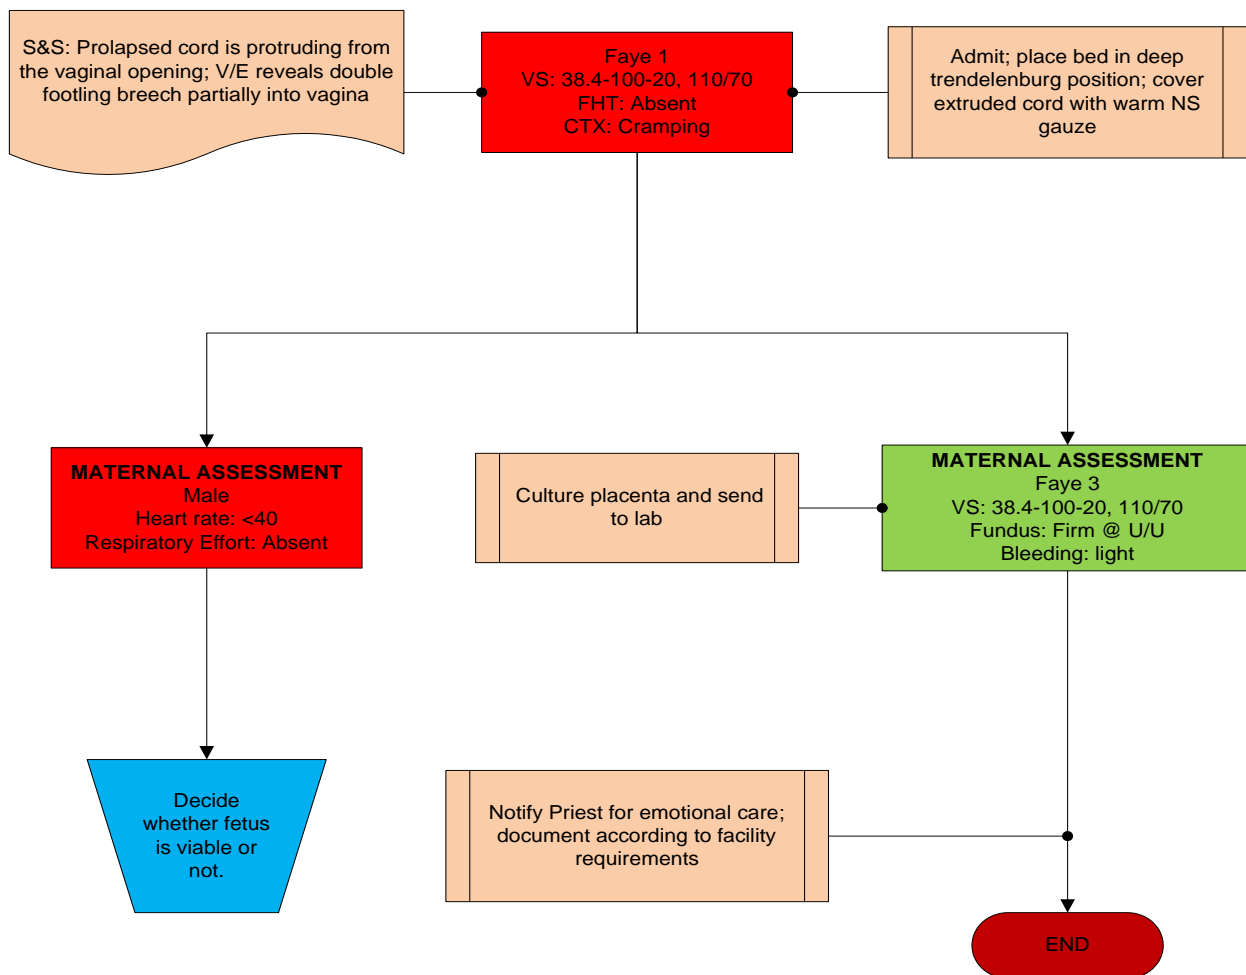 S&S: Prolapsed cord is protruding from
the vaginal opening; V/E reveals double
footling breech partially into vagina
Faye 1
VS: 38.4-100-20, 110/70
FHT: Absent
CTX: Cramping
Admit; place bed in deep
trendelenburg position; cover
extruded cord with warm NS
gauze
MATERNAL ASSESSMENT
Male
Heart rate: <40
Respiratory Effort: Absent
Culture placenta and send
to lab
MATERNAL ASSESSMENT
Faye 3
VS: 38.4-100-20, 110/70
Fundus: Firm @ U/U
Bleeding: light
Decide
whether fetus
is viable or
not.
Notify Priest for emotional care;
document according to facility
requirements
END